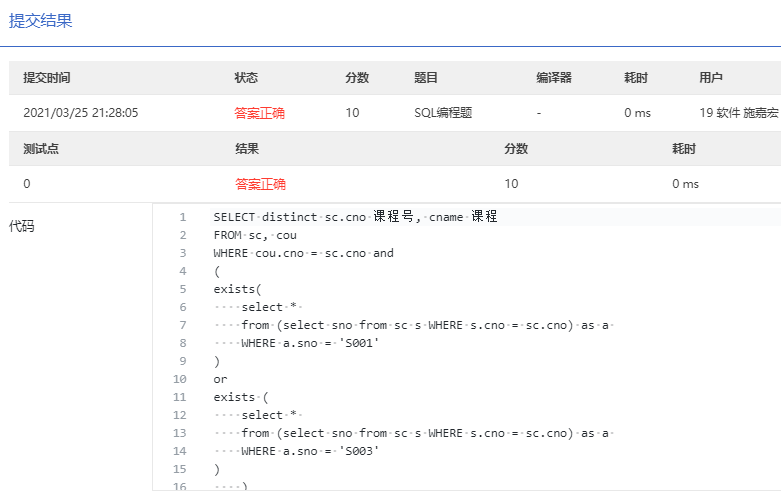 提交结果
提交时间 状态 分数 题目 编译器 耗时 用户
2021/03/25 21:28:05 答案正确 10 SQL编程题 - 0 ms 19 软件 施嘉宏
测试点 结果 分数 耗时
0 答案正确 10 0 ms
代码
1 SELECT distinct sc.cno 课程号, cname 课程
2 FROM sc, cou
3 WHERE cou.cno = sc.cno and
4 (
5 exists(
6 select *
7 from (select sno from sc s WHERE s.cno = sc.cno) as a
8 WHERE a.sno = 'S001'
9 )
10 or
11 exists (
12 select *
13 from (select sno from sc s WHERE s.cno = sc.cno) as a
14 WHERE a.sno = 'S003'
15 )
16 )